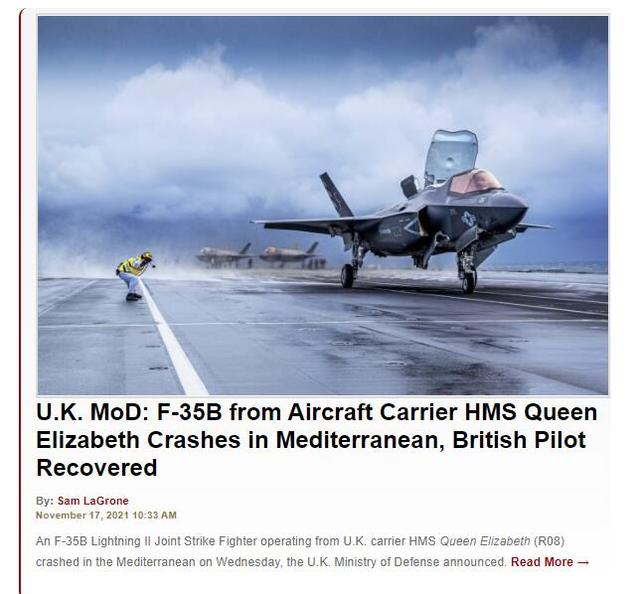 U.K. MoD: F-35B from Aircraft Carrier HMS Queen
Elizabeth Crashes in Mediterranean, British Pilot
Recovered
By: Sam LaGrone
November 17, 2021 10:33 AM
An F-35B Lightning II Joint Strike Fighter operating from U.K. carrier HMS Queen Elizabeth (R08)
crashed in the Mediterranean on Wednesday, the U.K. Ministry of Defense announced. Read More →